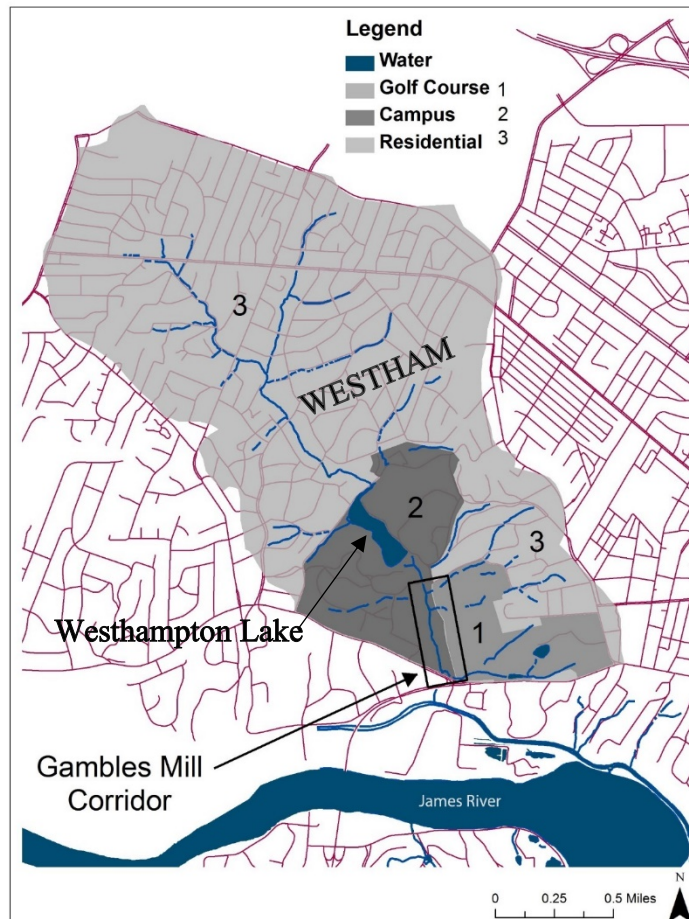 Legend
Water
Golf Course 1
Campus 2
Residential 3
3
WESTHAM
2
3
Westhampton Lake
1
Gambles Mill
Corridor
James River
N
0 0.25 0.5 Miles